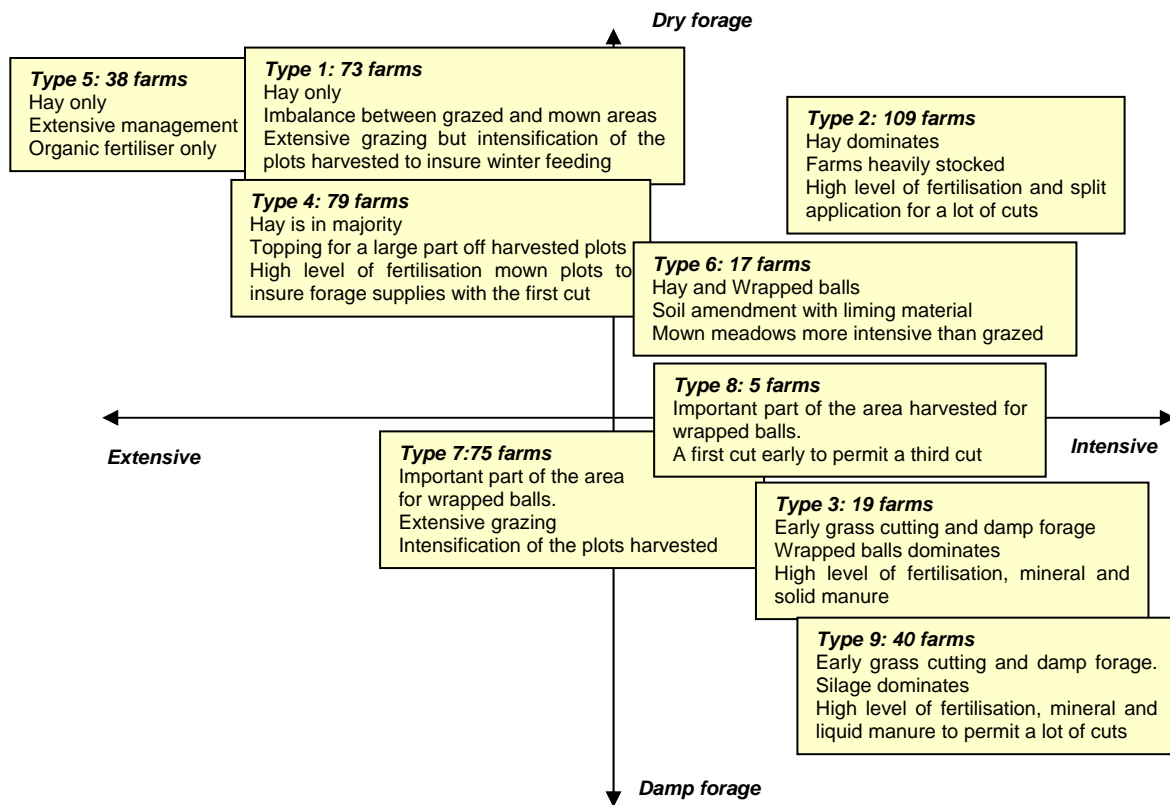 Dry forage
Type 5: 38 farms
Hay only
Extensive management
Organic fertiliser only
Type 1: 73 farms
Hay only
Imbalance between grazed and mown areas
Extensive grazing but intensification of the
plots harvested to insure winter feeding
Type 2: 109 farms
Hay dominates
Farms heavily stocked
High level of fertilisation and split
application for a lot of cuts
Type 4: 79 farms
Hay is in majority
Topping for a large part off harvested plots
High level of fertilisation mown plots to
insure forage supplies with the first cut
Type 6: 17 farms
Hay and Wrapped balls
Soil amendment with liming material
Mown meadows more intensive than grazed
Type 8: 5 farms
Important part of the area harvested for
wrapped balls.
A first cut early to permit a third cut
Extensive
Intensive
Type 7:75 farms
Important part of the area
for wrapped balls.
Extensive grazing
Intensification of the plots harvested
Type 3: 19 farms
Early grass cutting and damp forage
Wrapped balls dominates
High level of fertilisation, mineral and
solid manure
Type 9: 40 farms
Early grass cutting and damp forage.
Silage dominates
High level of fertilisation, mineral and
liquid manure to permit a lot of cuts
Damp forage